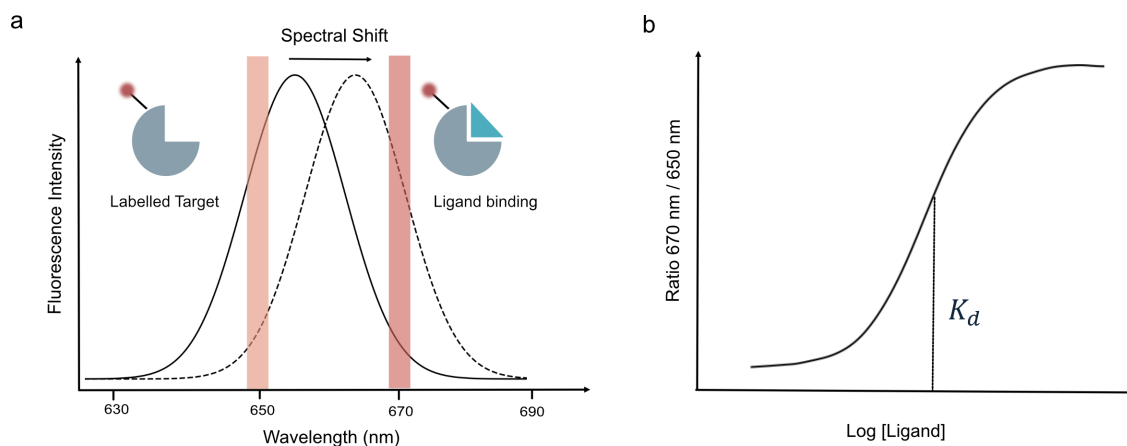 a
Spectral Shift
Fluorescence Intensity
Labelled Target
Ligand binding
630
650
670
690
Wavelength (nm)
b
Ratio 670 nm / 650 nm
K_d
Log [Ligand]